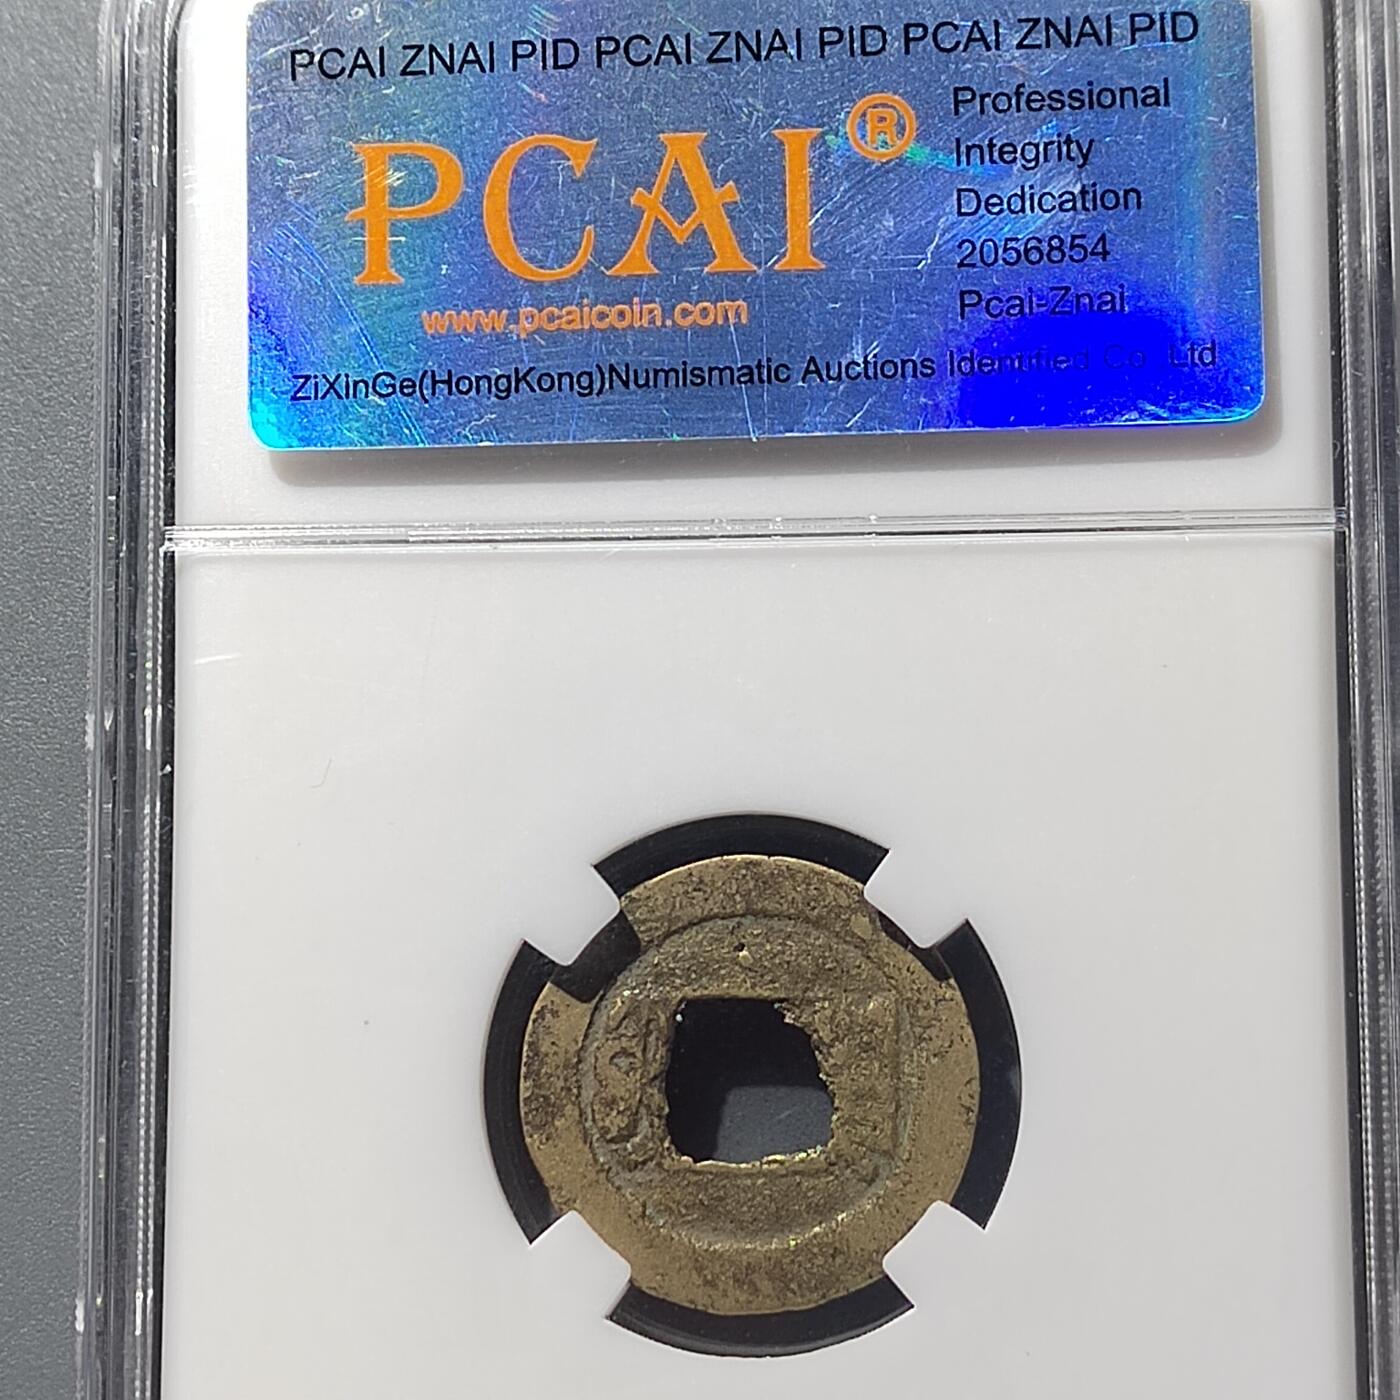 PCAI ZNAI PID PCAI ZNAI PID PCAI ZNAI PID
PCAI®
www.pcaicoin.com
Professional
Integrity
Dedication
2056854
Pcai-Znai
ZiXinGe(HongKong)Numismatic Auctions Identified Co Ltd